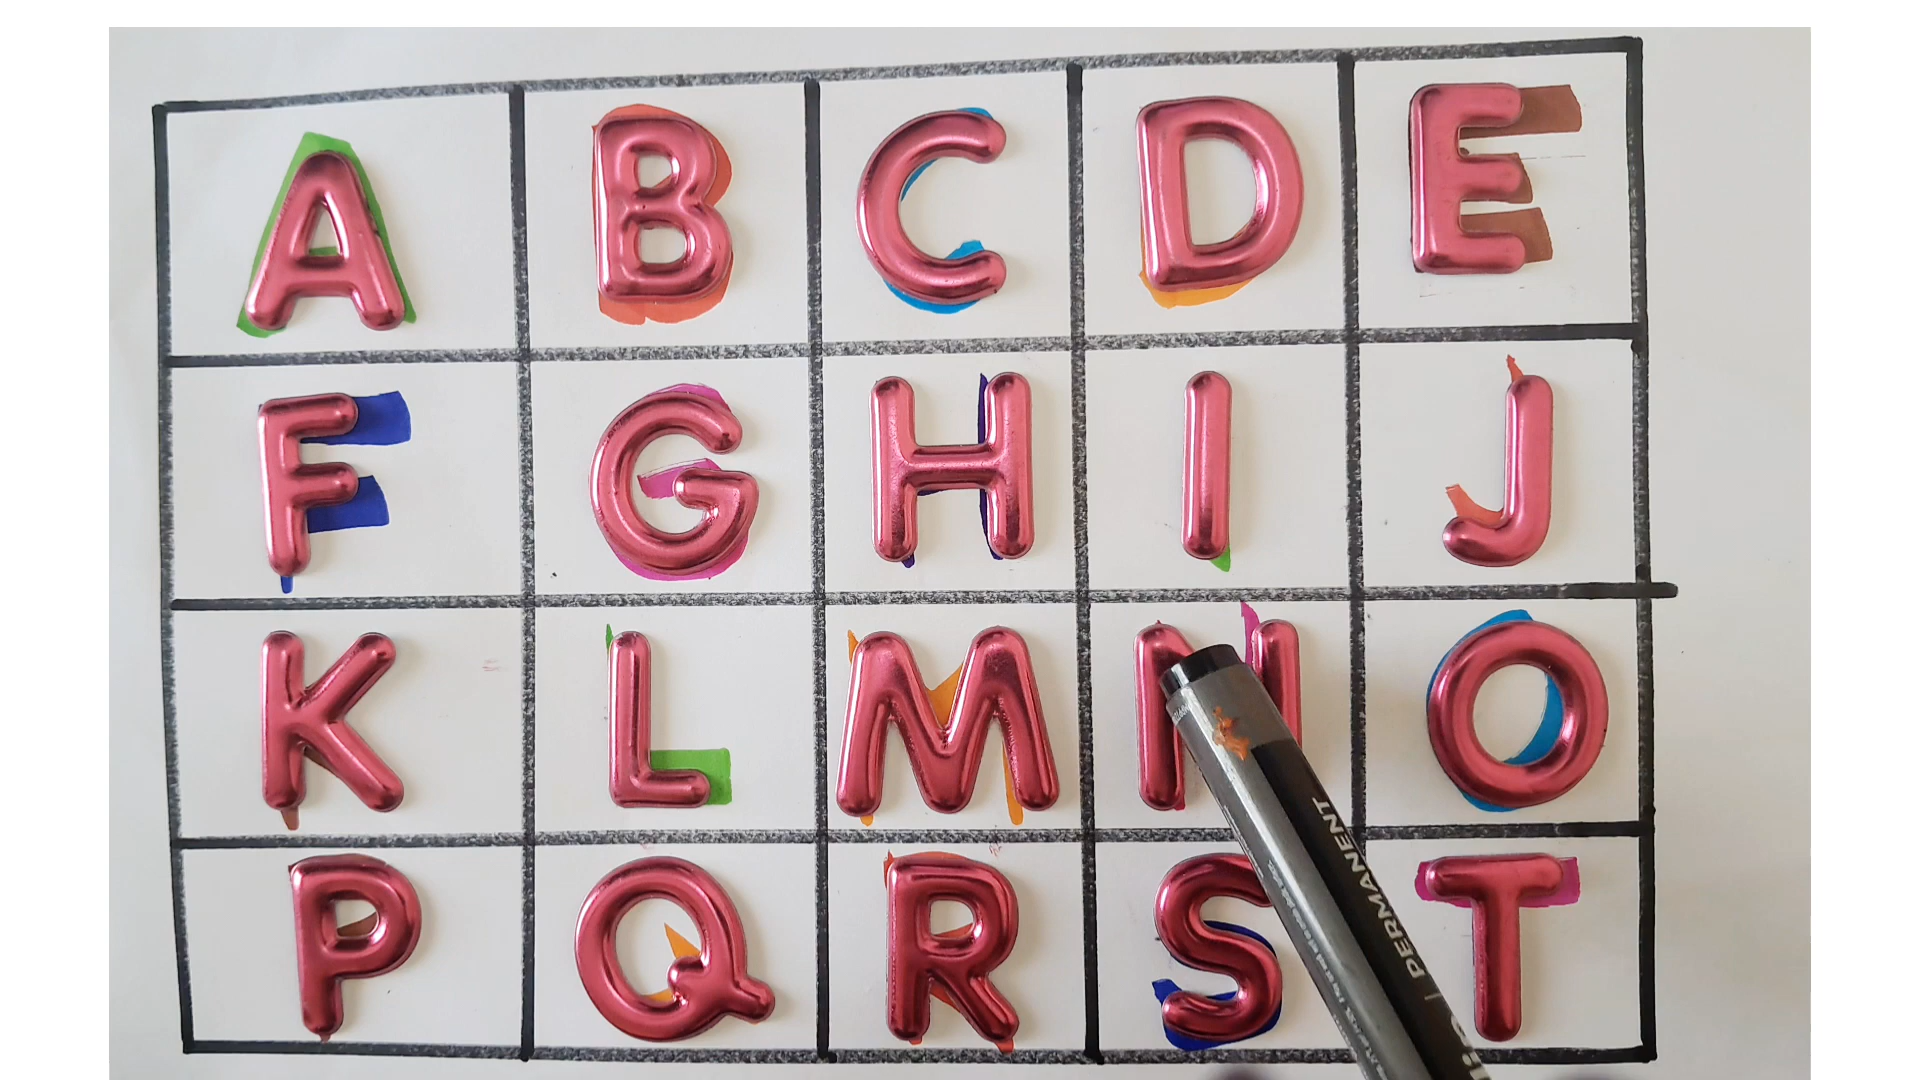 A B C D E
F G H I J
K L M N O
P Q R S T
PERMANENT